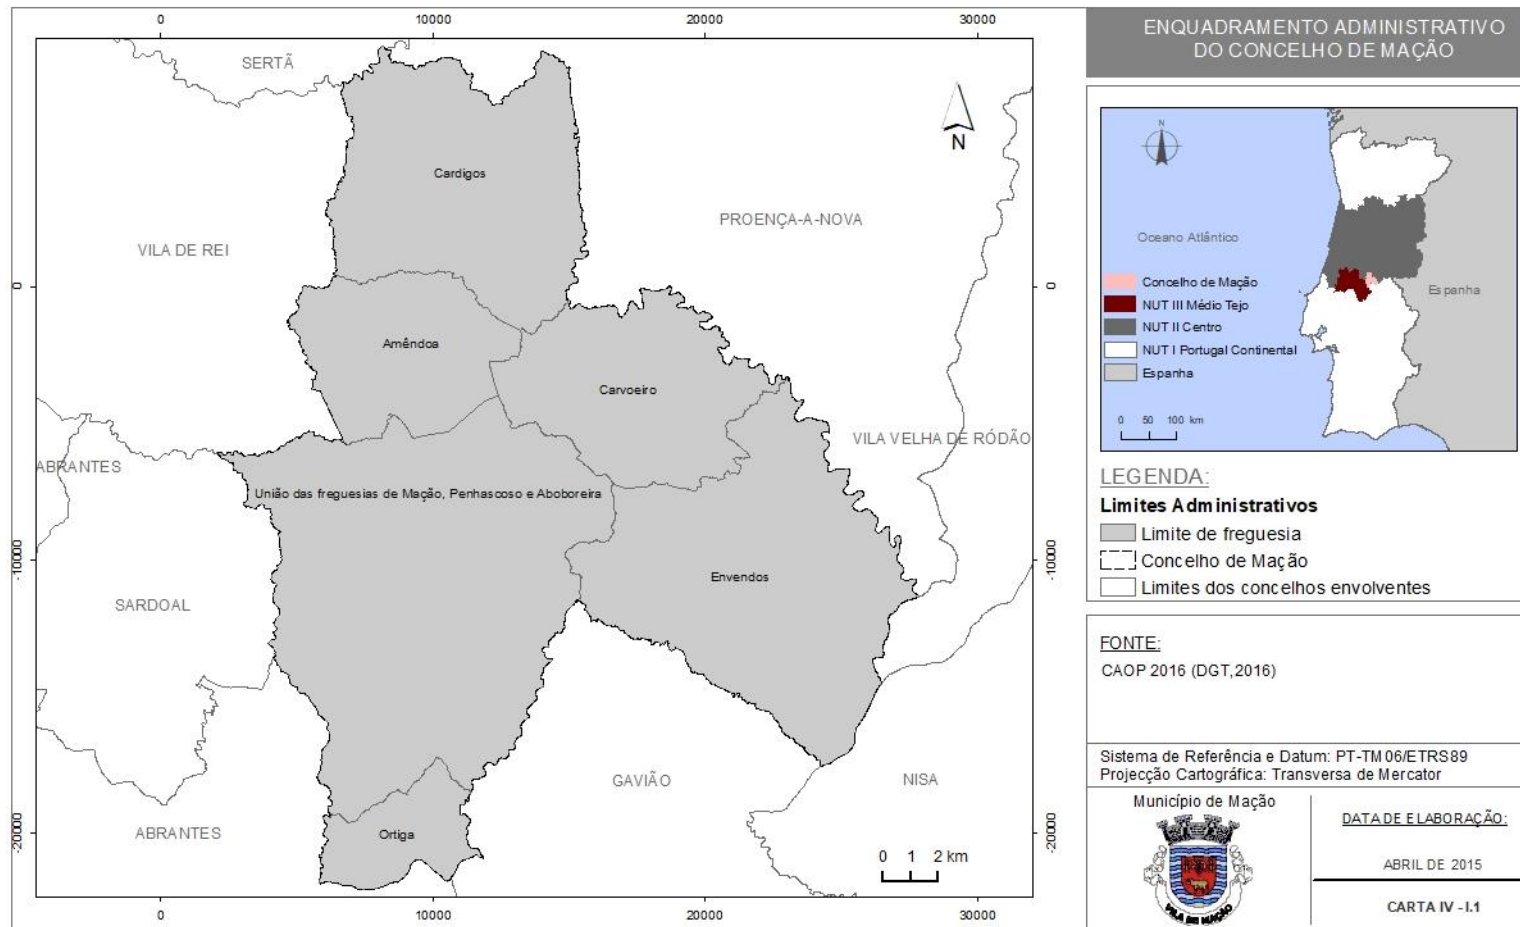 0
10000
20000
30000
SERTÃ
N
Cardigos
PROENÇA-A-NOVA
VILA DE REI
0
0
Amêndoa
Carvoeiro
VILA VELHA DE RÓDÃO
ABRANTES
União das freguesias de Mação, Penhascoso e Aboboreira
-10000
-10000
Envendos
SARDOAL
GAVIÃO
NISA
ABRANTES
Ortiga
-20000
-20000
0 1 2 km
0
10000
20000
30000
ENQUADRAMENTO ADMINISTRATIVO
DO CONCELHO DE MAÇÃO
N
Oceano Atlântico
Espanha
Concelho de Mação
NUT III Médio Tejo
NUT II Centro
NUT I Portugal Continental
Espanha
0 50 100 km
LEGENDA:
Limites Administrativos
Limite de freguesia
Concelho de Mação
Limites dos concelhos envolventes
FONTE:
CAOP 2016 (DGT,2016)
Sistema de Referência e Datum: PT-TM06/ETRS89
Projecção Cartográfica: Transversa de Mercator
Município de Mação
VILA DE MAÇÃO
DATA DE ELABORAÇÃO:
ABRIL DE 2015
CARTA IV - I.1